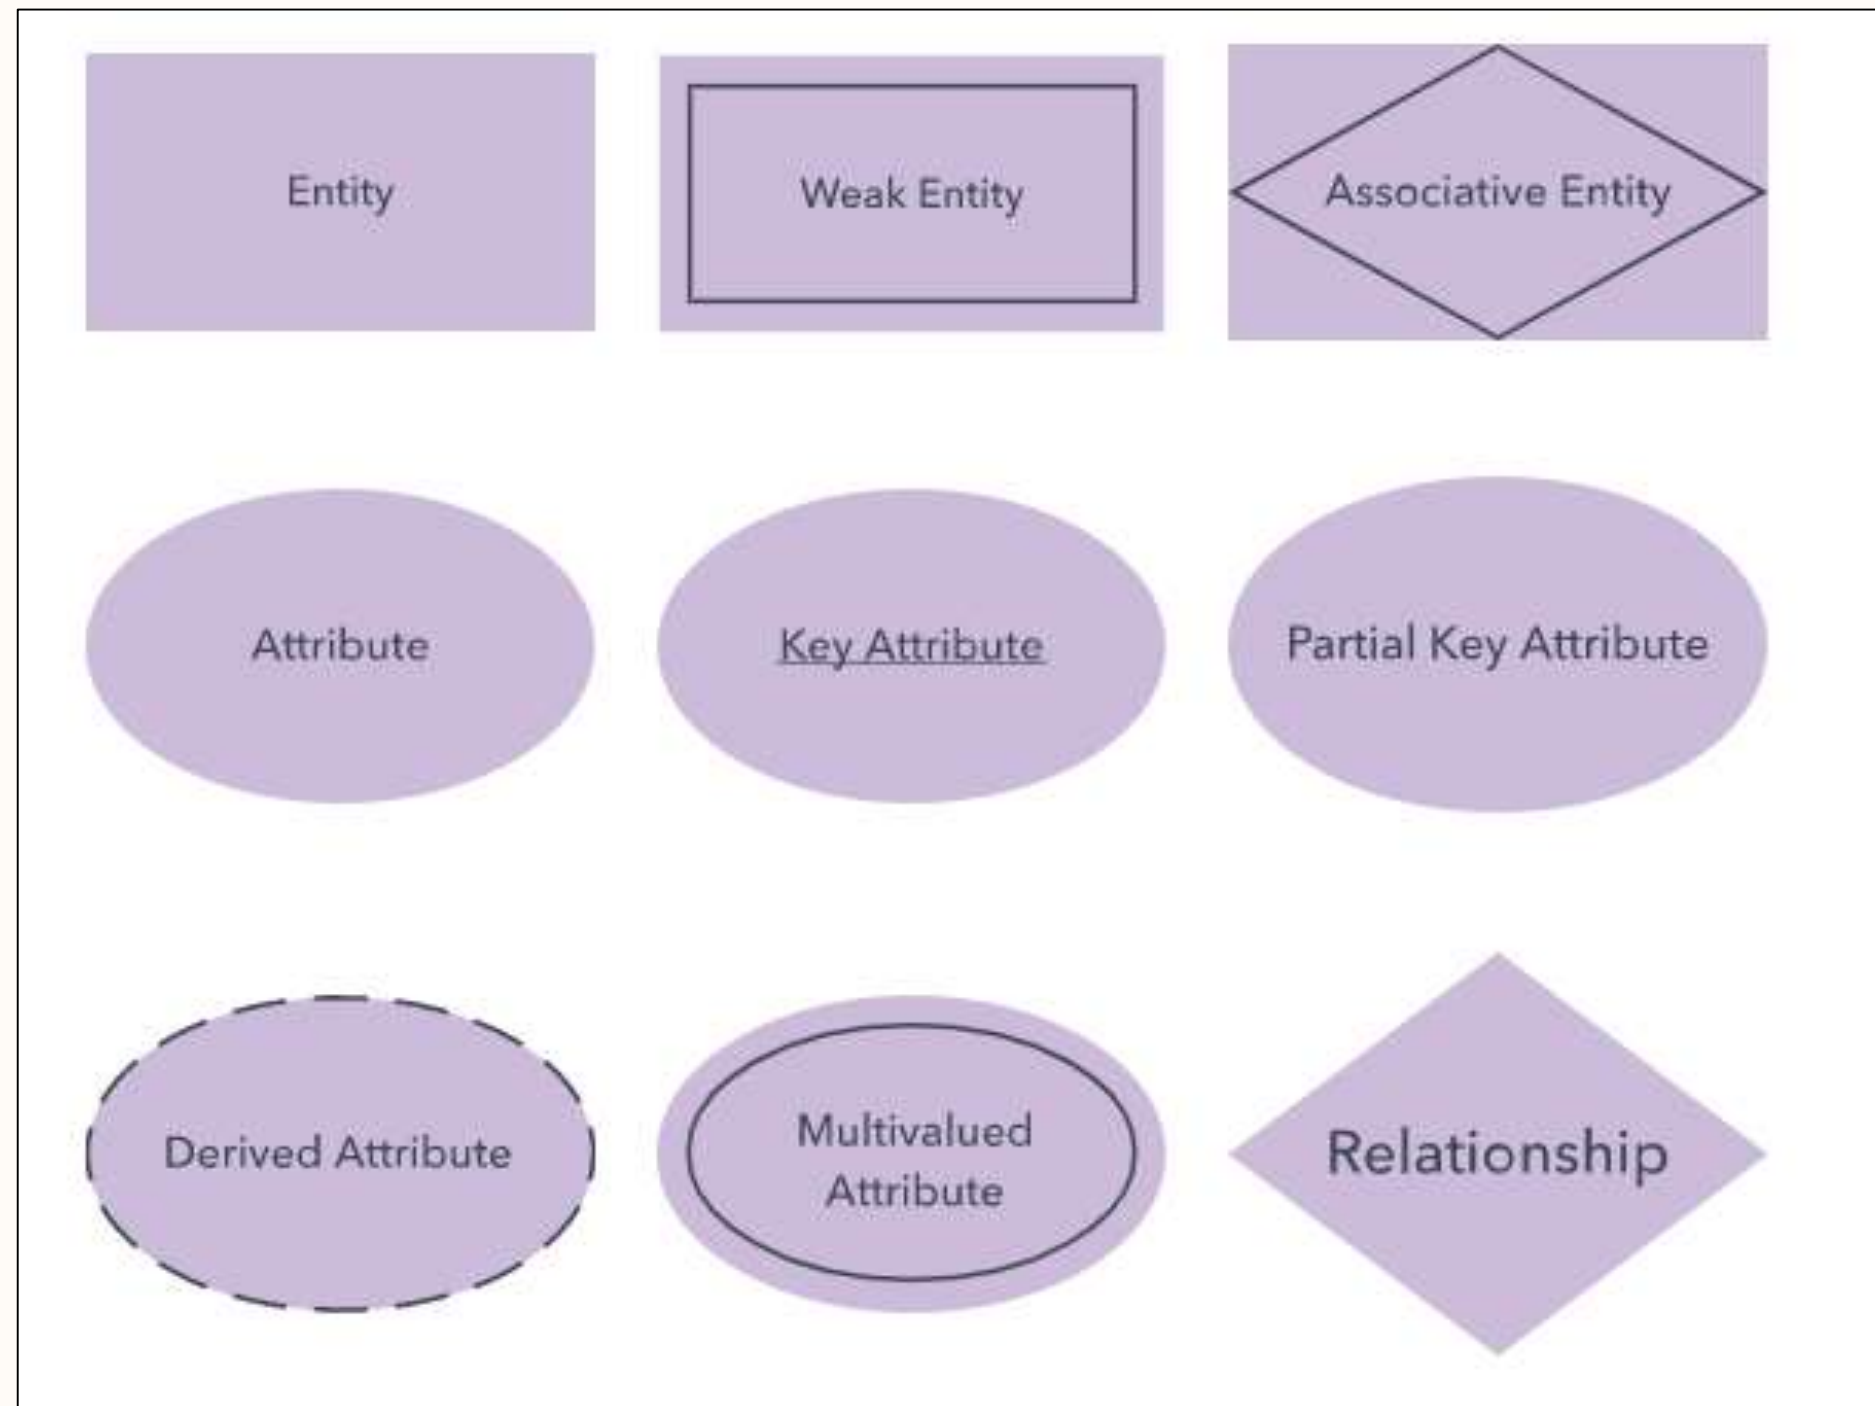 Entity
Weak Entity
Associative Entity
Attribute
Key Attribute
Partial Key Attribute
Derived Attribute
Multivalued
Attribute
Relationship